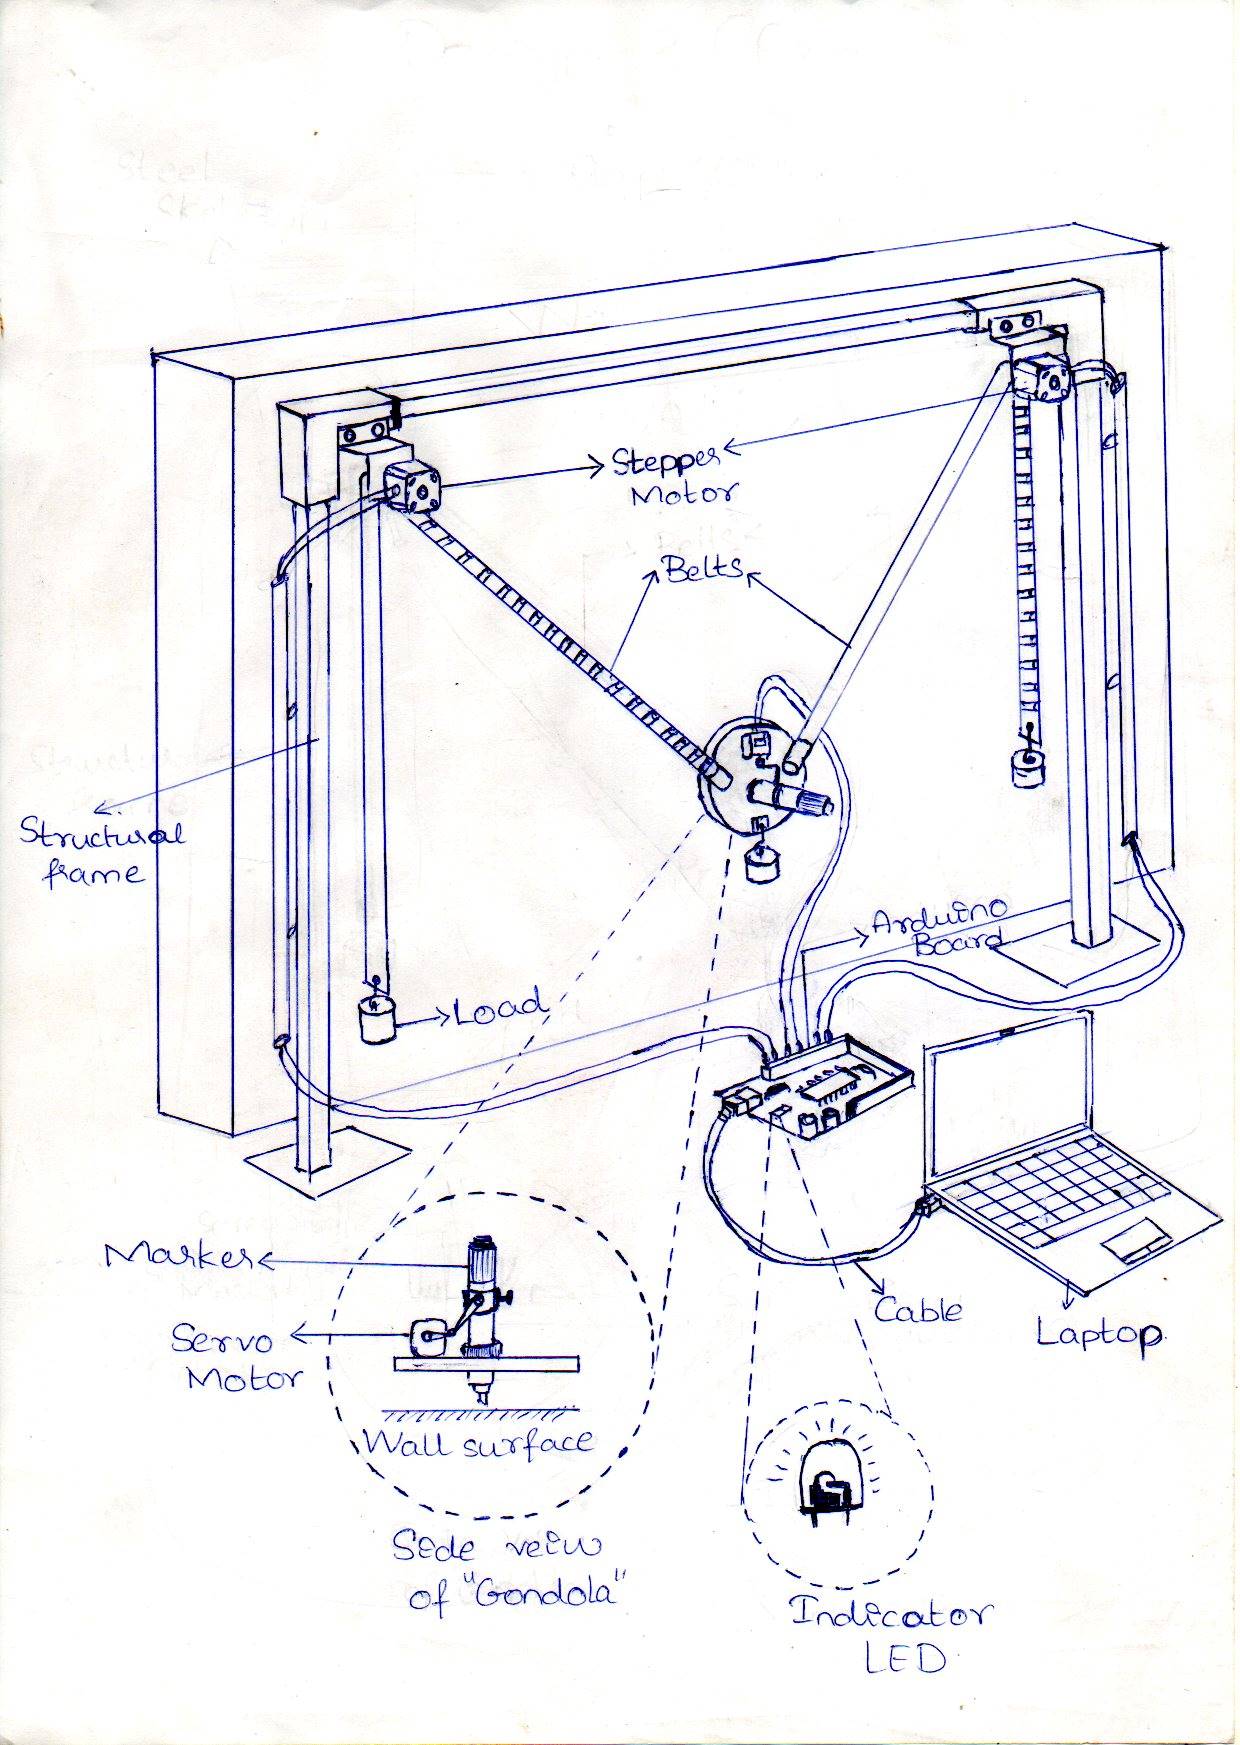 Stepper
Motor
Belts
Structural
frame
Arduino
Board
Load
Marker
Servo
Motor
Cable
Laptop
Wall surface
Side veiw
of "Gondola"
Indicator
LED